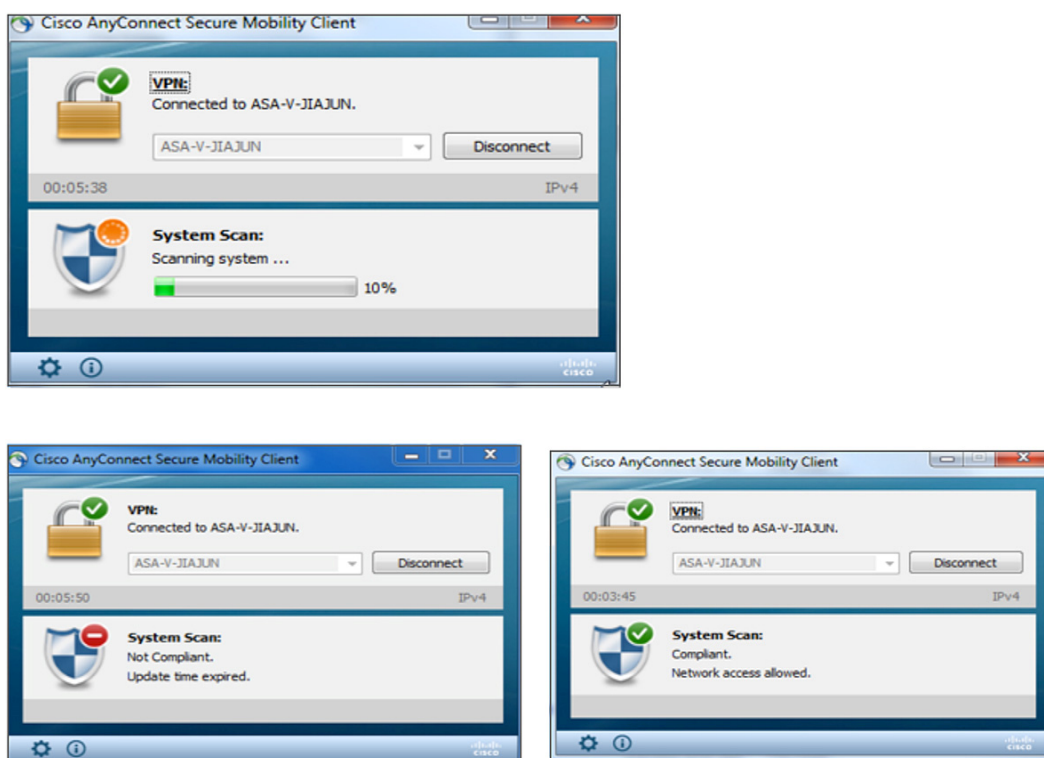 Cisco AnyConnect Secure Mobility Client
VPN:
Connected to ASA-V-JIAJUN.
ASA-V-JIAJUN
Disconnect
00:05:38
IPv4
System Scan:
Scanning system ...
10%
CISCO
Cisco AnyConnect Secure Mobility Client
VPN:
Connected to ASA-V-JIAJUN.
ASA-V-JIAJUN
Disconnect
00:05:50
IPv4
System Scan:
Not Compliant.
Update time expired.
CISCO
Cisco AnyConnect Secure Mobility Client
VPN:
Connected to ASA-V-JIAJUN.
ASA-V-JIAJUN
Disconnect
00:03:45
IPv4
System Scan:
Compliant.
Network access allowed.
CISCO